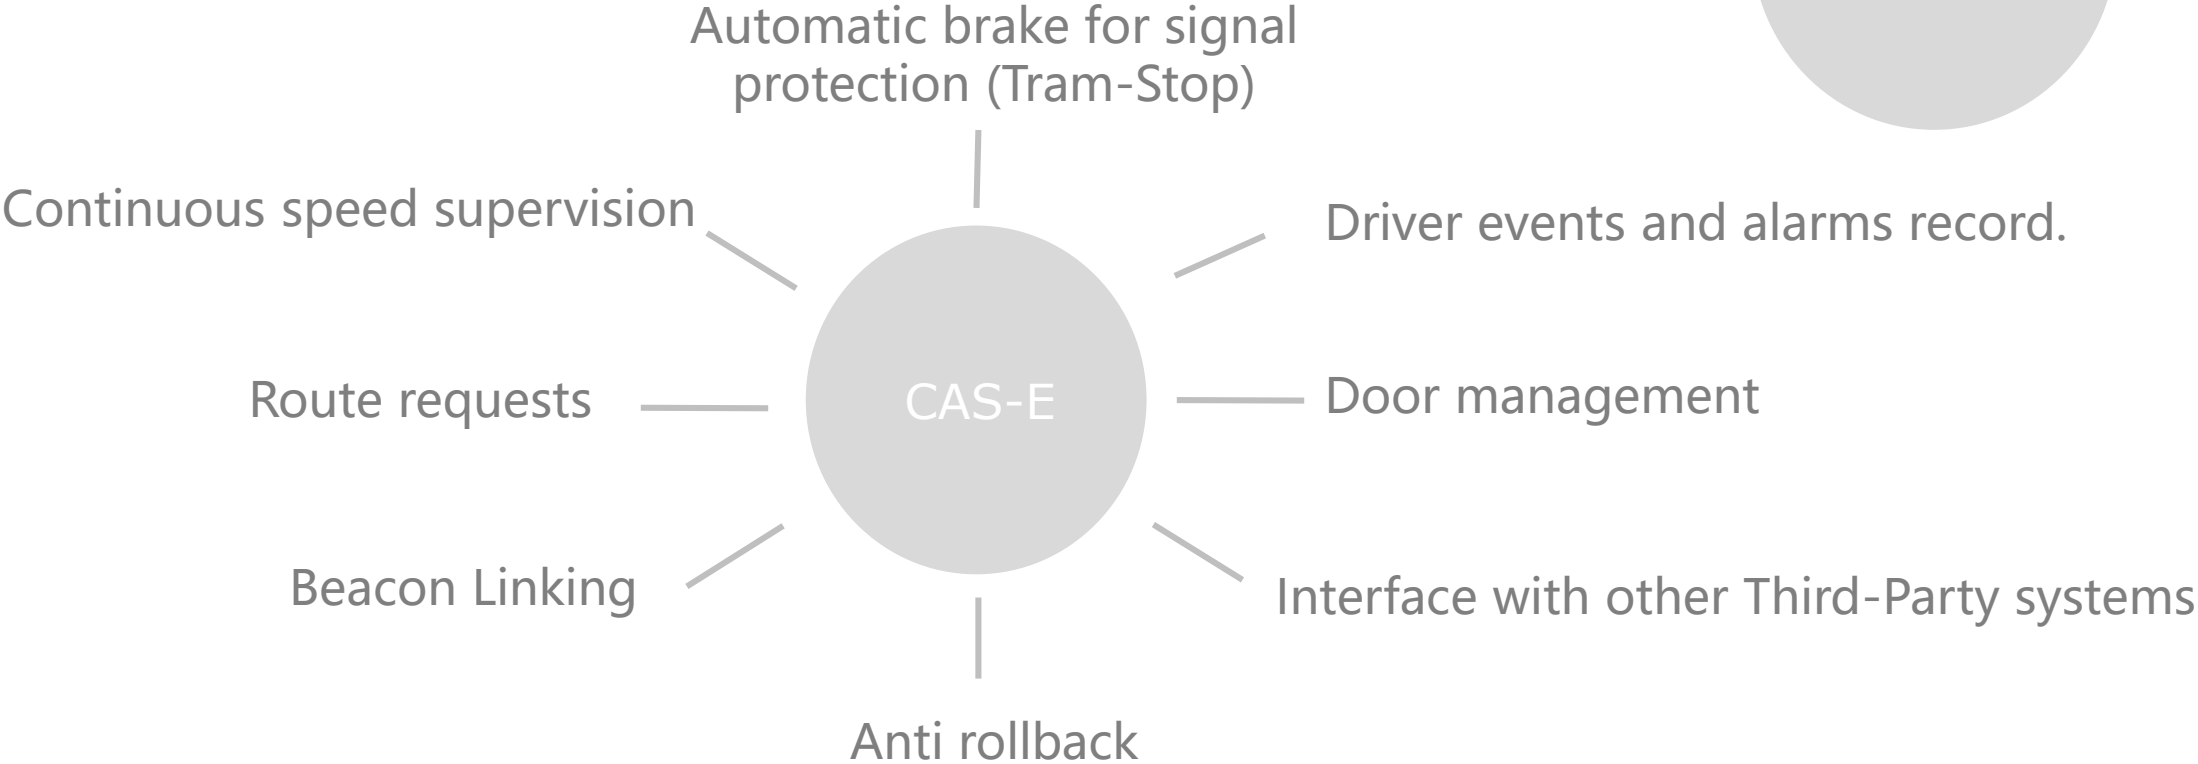 Automatic brake for signal
protection (Tram-Stop)
Continuous speed supervision
Driver events and alarms record.
Route requests
CAS-E
Door management
Beacon Linking
Interface with other Third-Party systems
Anti rollback